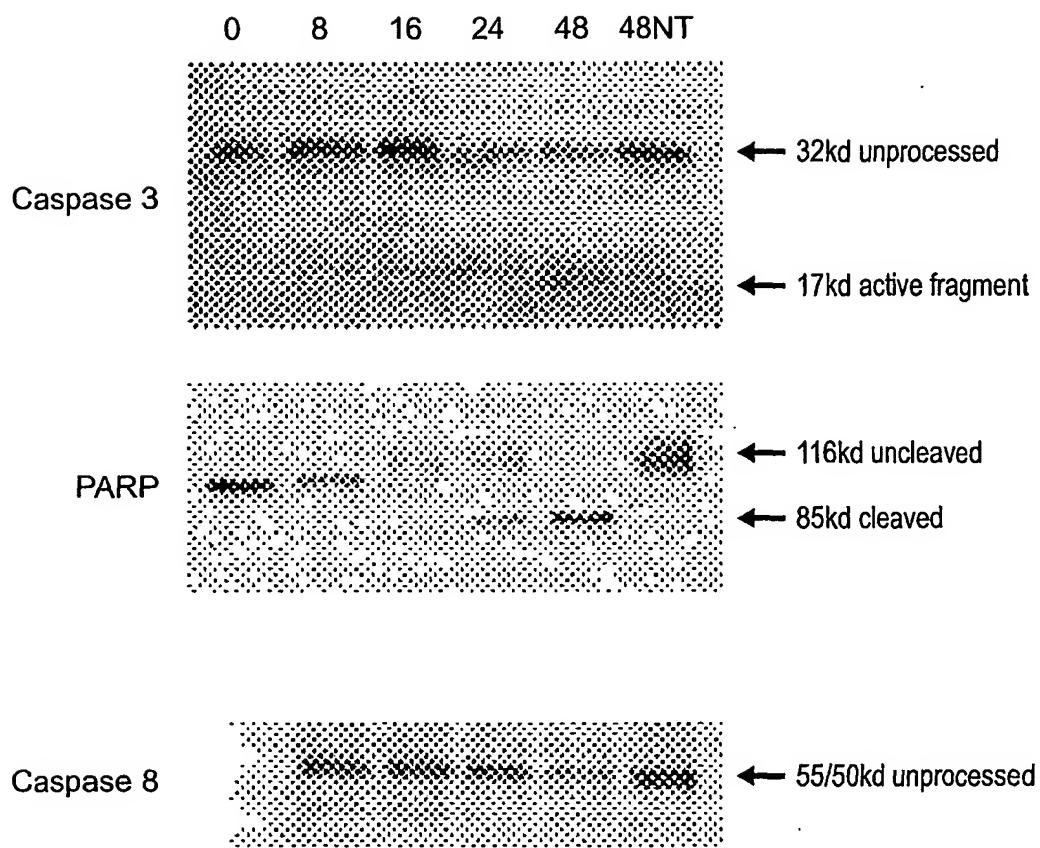 0 8 16 24 48 48NT
32kd unprocessed
Caspase 3
17kd active fragment
116kd uncleaved
PARP
85kd cleaved
Caspase 8
55/50kd unprocessed